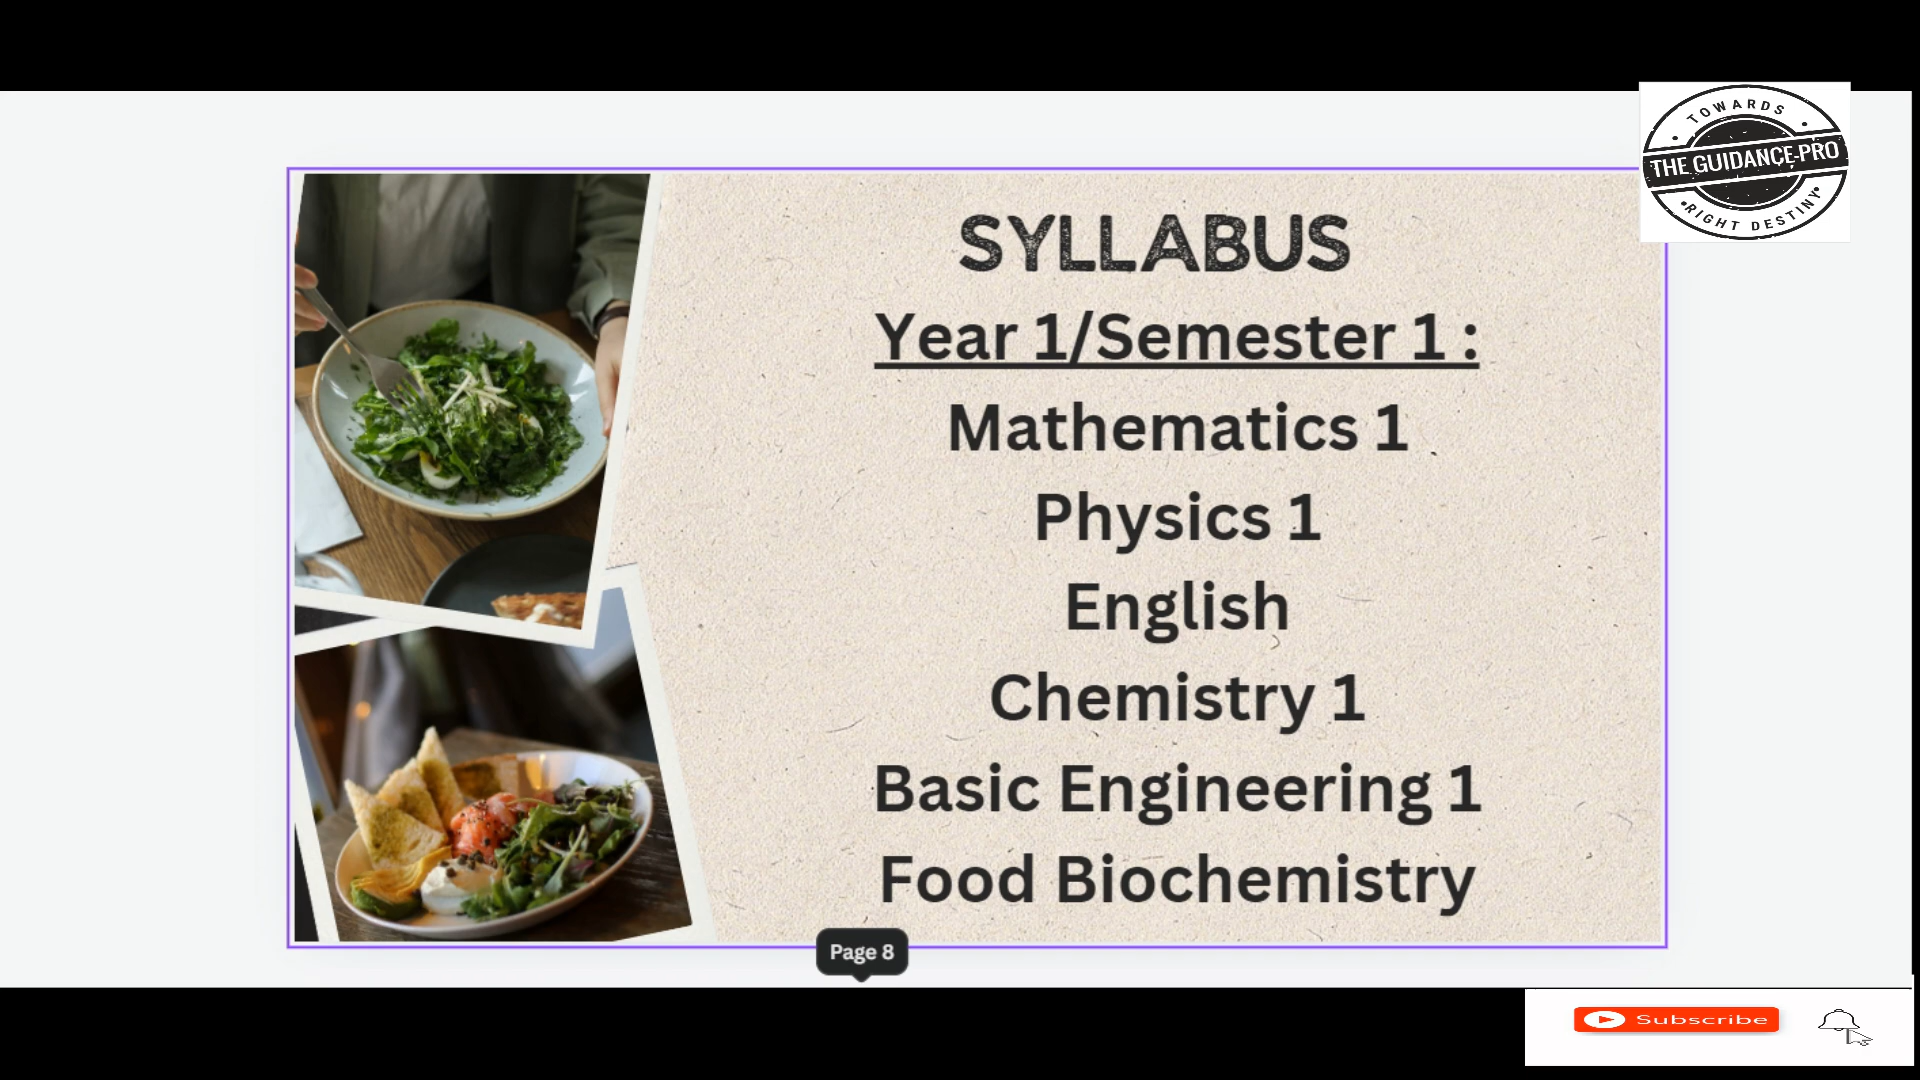 TOWARDS
THE GUIDANCE-PRO
RIGHT DESTINY
SYLLABUS
Year 1/Semester 1 :
Mathematics 1
Physics 1
English
Chemistry 1
Basic Engineering 1
Food Biochemistry
Page 8
Subscribe